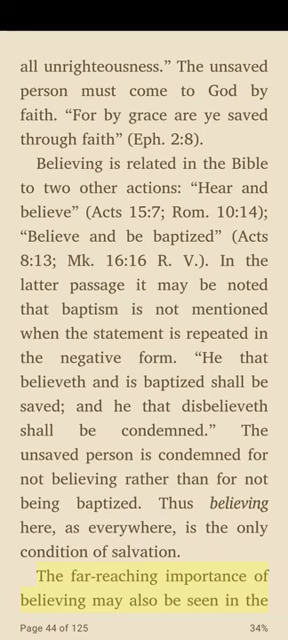 all unrighteousness.” The unsaved
person must come to God by
faith. “For by grace are ye saved
through faith” (Eph. 2:8).
Believing is related in the Bible
to two other actions: “Hear and
believe” (Acts 15:7; Rom. 10:14);
“Believe and be baptized” (Acts
8:13; Mk. 16:16 R. V.). In the
latter passage it may be noted
that baptism is not mentioned
when the statement is repeated in
the negative form. “He that
believeth and is baptized shall be
saved; and he that disbelieveth
shall be condemned.” The
unsaved person is condemned for
not believing rather than for not
being baptized. Thus believing
here, as everywhere, is the only
condition of salvation.
The far-reaching importance of
believing may also be seen in the
Page 44 of 125 34%